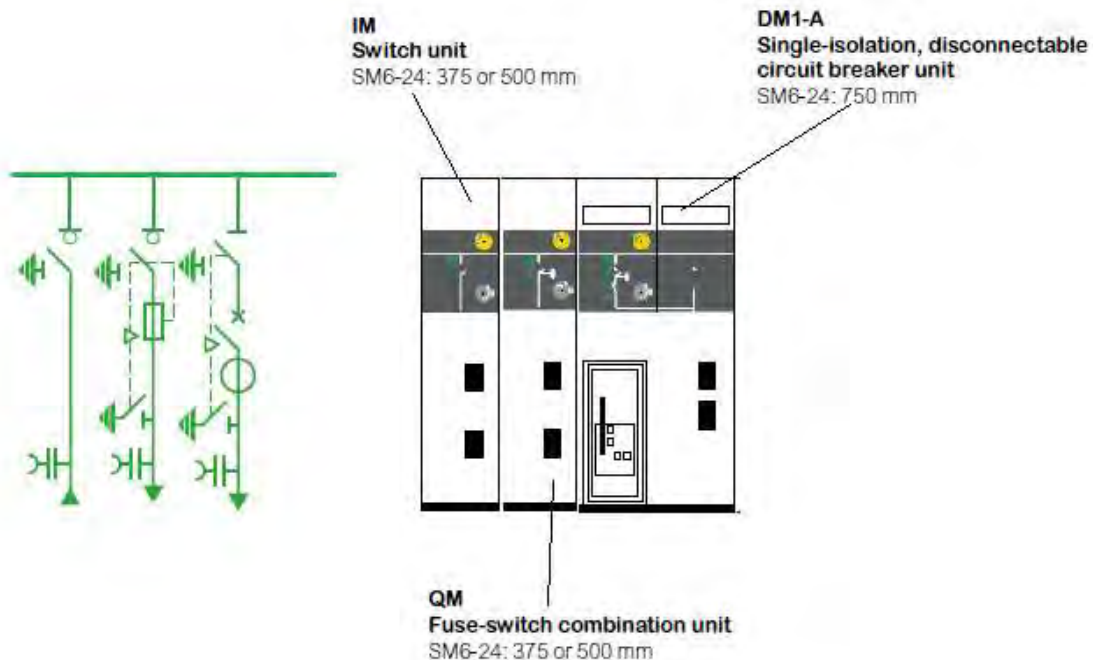 IM
Switch unit
SM6-24: 375 or 500 mm
DM1-A
Single-isolation, disconnectable
circuit breaker unit
SM6-24: 750 mm
QM
Fuse-switch combination unit
SM6-24: 375 or 500 mm